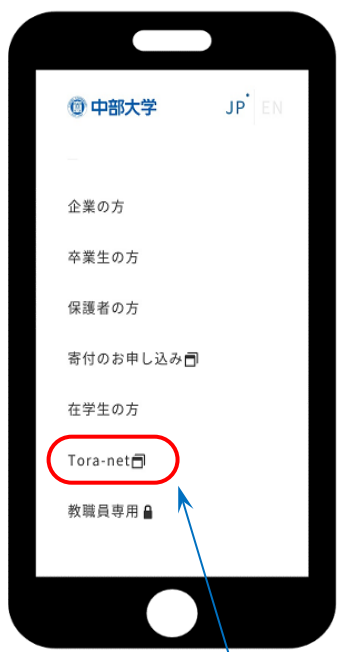 中部大学
JP EN
企業の方
卒業生の方
保護者の方
寄付のお申し込み
在学生の方
Tora-net
教職員専用